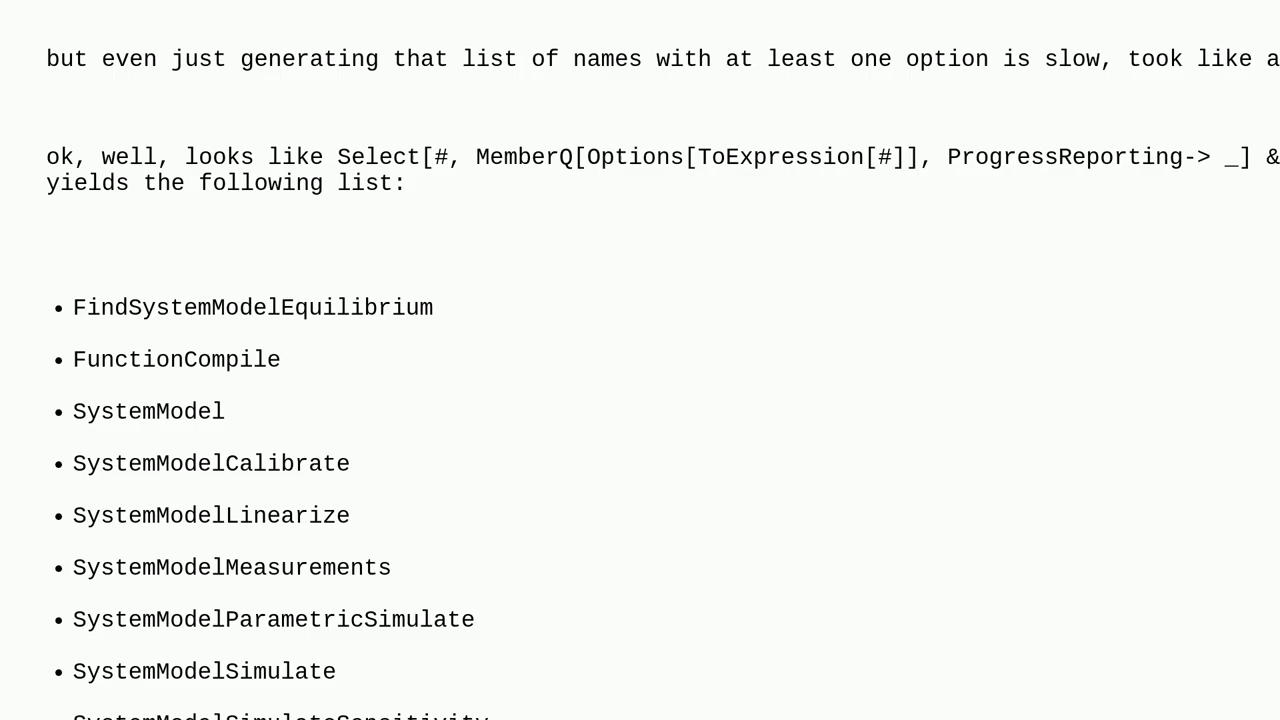 but even just generating that list of names with at least one option is slow, took like a
ok, well, looks like Select[#, MemberQ[Options[ToExpression[#]], ProgressReporting-> _] &
yields the following list:
• FindSystemModelEquilibrium
• FunctionCompile
• SystemModel
• SystemModelCalibrate
• SystemModelLinearize
• SystemModelMeasurements
• SystemModelParametricSimulate
• SystemModelSimulate
SystemModelSimulateSensitivity